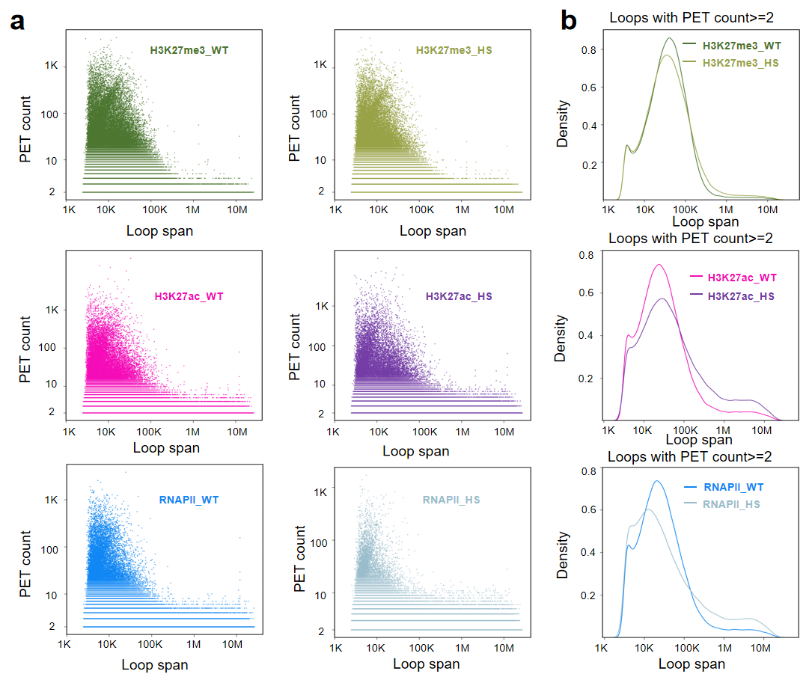 a
b
H3K27me3_WT
PET count
1K
100
10
2
1K 10K 100K 1M 10M
Loop span
H3K27me3_HS
PET count
1K
100
10
2
1K 10K 100K 1M 10M
Loop span
Loops with PET count>=2
H3K27me3_WT
H3K27me3_HS
Density
0.8
0.6
0.4
0.2
1K 10K 100K 1M 10M
Loop span
H3K27ac_WT
PET count
1K
100
10
2
1K 10K 100K 1M 10M
Loop span
H3K27ac_HS
PET count
1K
100
10
2
1K 10K 100K 1M 10M
Loop span
Loops with PET count>=2
H3K27ac_WT
H3K27ac_HS
Density
0.8
0.6
0.4
0.2
1K 10K 100K 1M 10M
Loop span
RNAPII_WT
PET count
1K
100
10
2
1K 10K 100K 1M 10M
Loop span
RNAPII_HS
PET count
1K
100
10
2
1K 10K 100K 1M 10M
Loop span
Loops with PET count>=2
RNAPII_WT
RNAPII_HS
Density
0.8
0.6
0.4
0.2
1K 10K 100K 1M 10M
Loop span